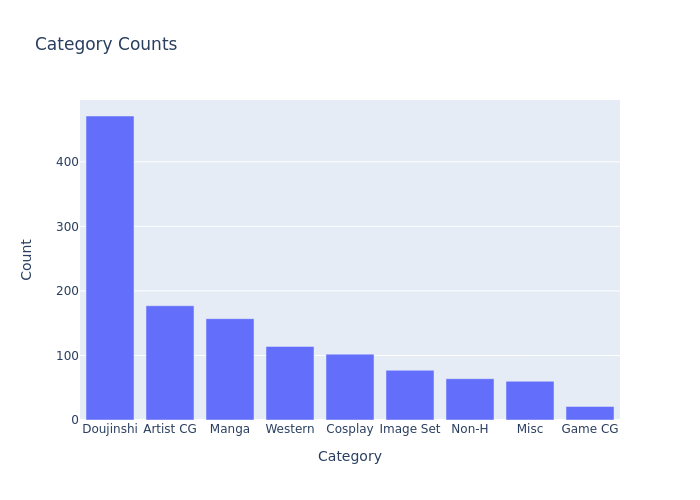 Category Counts
Count
400
300
200
100
0
Doujinshi Artist CG Manga Western Cosplay Image Set Non-H Misc Game CG
Category